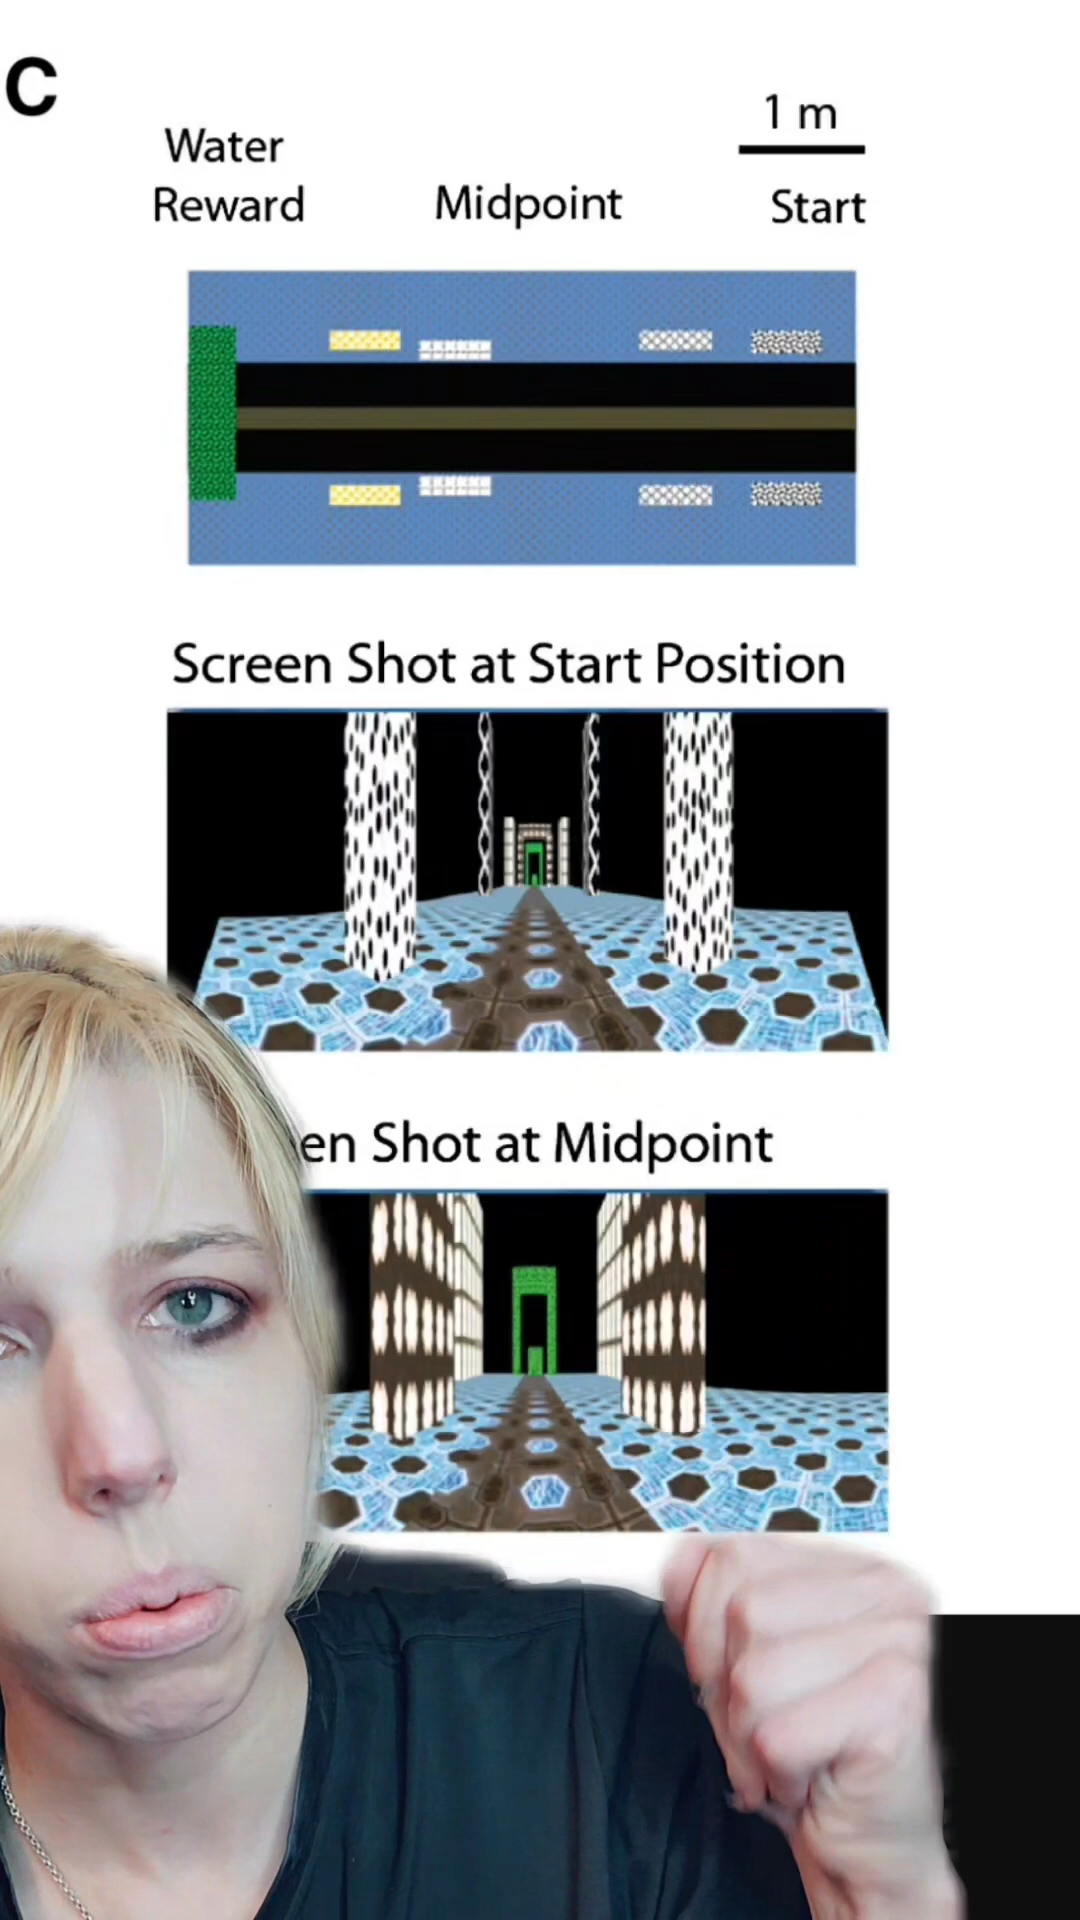 C
1 m
Water
Reward
Midpoint
Start
Screen Shot at Start Position
en Shot at Midpoint